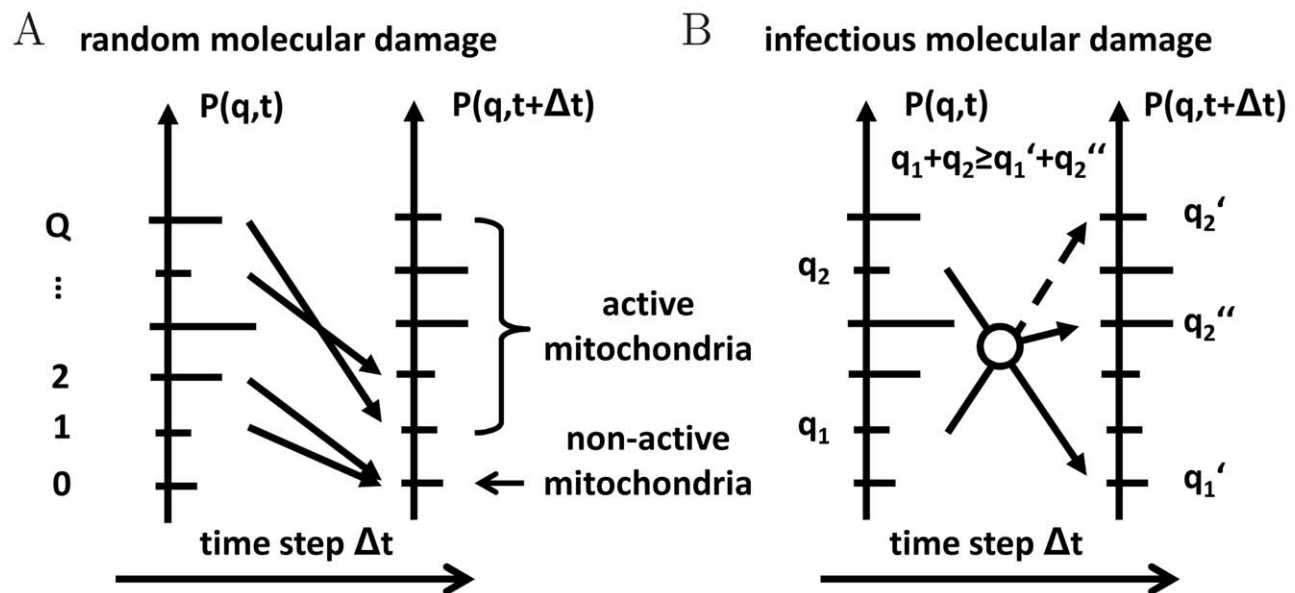 A random molecular damage
P(q,t)
P(q,t+Δt)
Q
⋮
2
1
0
active
mitochondria
non-active
mitochondria
time step Δt
B infectious molecular damage
P(q,t)
P(q,t+Δt)
q₁+q₂≥q₁‘+q₂‘‘
q₂
q₁
q₂‘
q₂‘‘
q₁‘
time step Δt